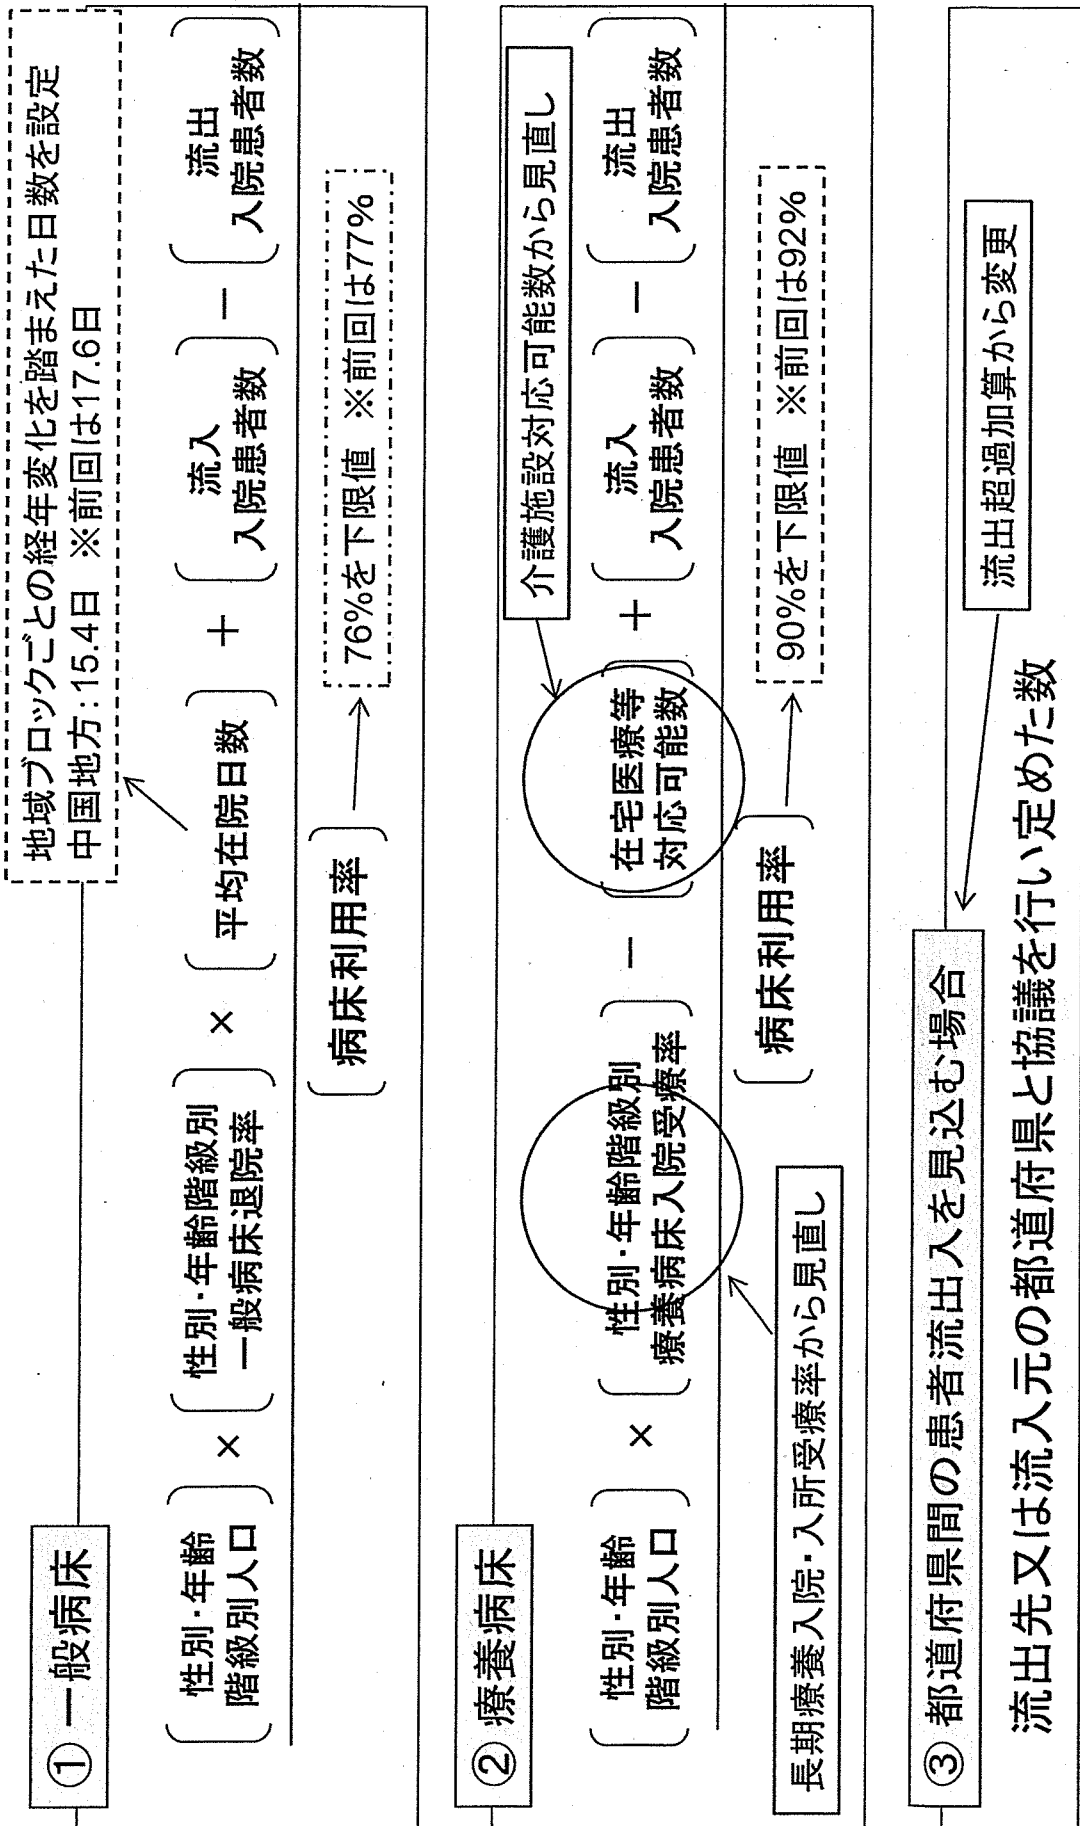 地域ブロックごとの経年変化を踏まえた日数を設定
中国地方：15.4日　※前回は17.6日
① 一般病床
性別・年齢
階級別人口
×
性別・年齢階級別
一般病床退院率
×
平均在院日数
＋
流入
入院患者数
－
流出
入院患者数
病床利用率
76%を下限値　※前回は77%
② 療養病床
介護施設対応可能数から見直し
性別・年齢
階級別人口
×
性別・年齢階級別
療養病床入院受療率
－
在宅医療等
対応可能数
＋
流入
入院患者数
－
流出
入院患者数
病床利用率
90%を下限値　※前回は92%
長期療養入院・入所受療率から見直し
③ 都道府県間の患者流出入を見込む場合
流出超過加算から変更
流出先又は流入元の都道府県と協議を行い定めた数